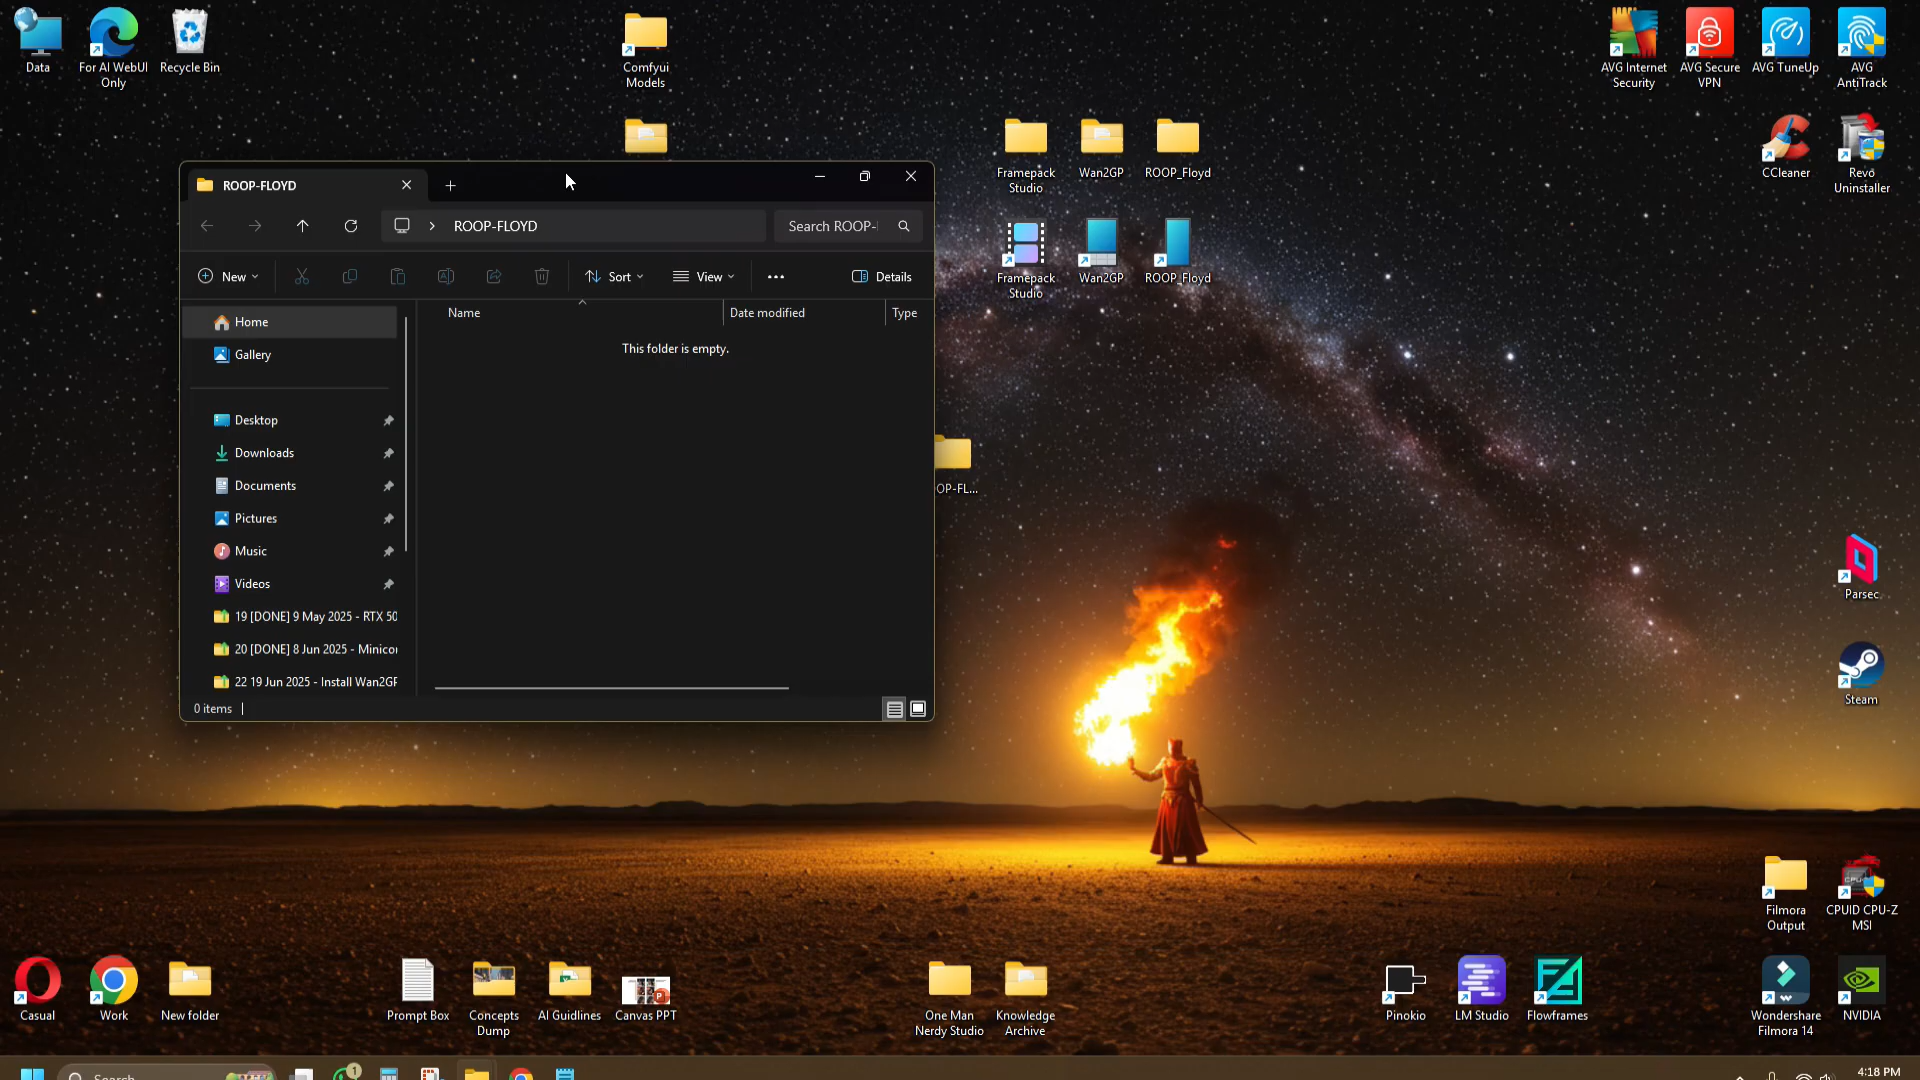 Data
For AI WebUI
Only
Recycle Bin
Comfyui
Models
AVG Internet
Security
AVG Secure
VPN
AVG TuneUp
AVG
AntiTrack
Framepack
Studio
Wan2GP
ROOP_Floyd
CCleaner
Revo
Uninstaller
Framepack
Studio
Wan2GP
ROOP_Floyd
ROOP-FLOYD
ROOP-FLOYD
Search ROOP-
New
Sort
View
Details
Name
Date modified
Type
This folder is empty.
Home
Gallery
Desktop
Downloads
Documents
Pictures
Music
Videos
19 [DONE] 9 May 2025 - RTX 50
20 [DONE] 8 Jun 2025 - Minicon
22 19 Jun 2025 - Install Wan2GP
0 items
OP-FL...
Parsec
Steam
Filmora
Output
CPUID CPU-Z
MSI
Casual
Work
New folder
Prompt Box
Concepts
Dump
AI Guidlines
Canvas PPT
One Man
Nerdy Studio
Knowledge
Archive
Pinokio
LM Studio
Flowframes
Wondershare
Filmora 14
NVIDIA
Search
1
4:18 PM